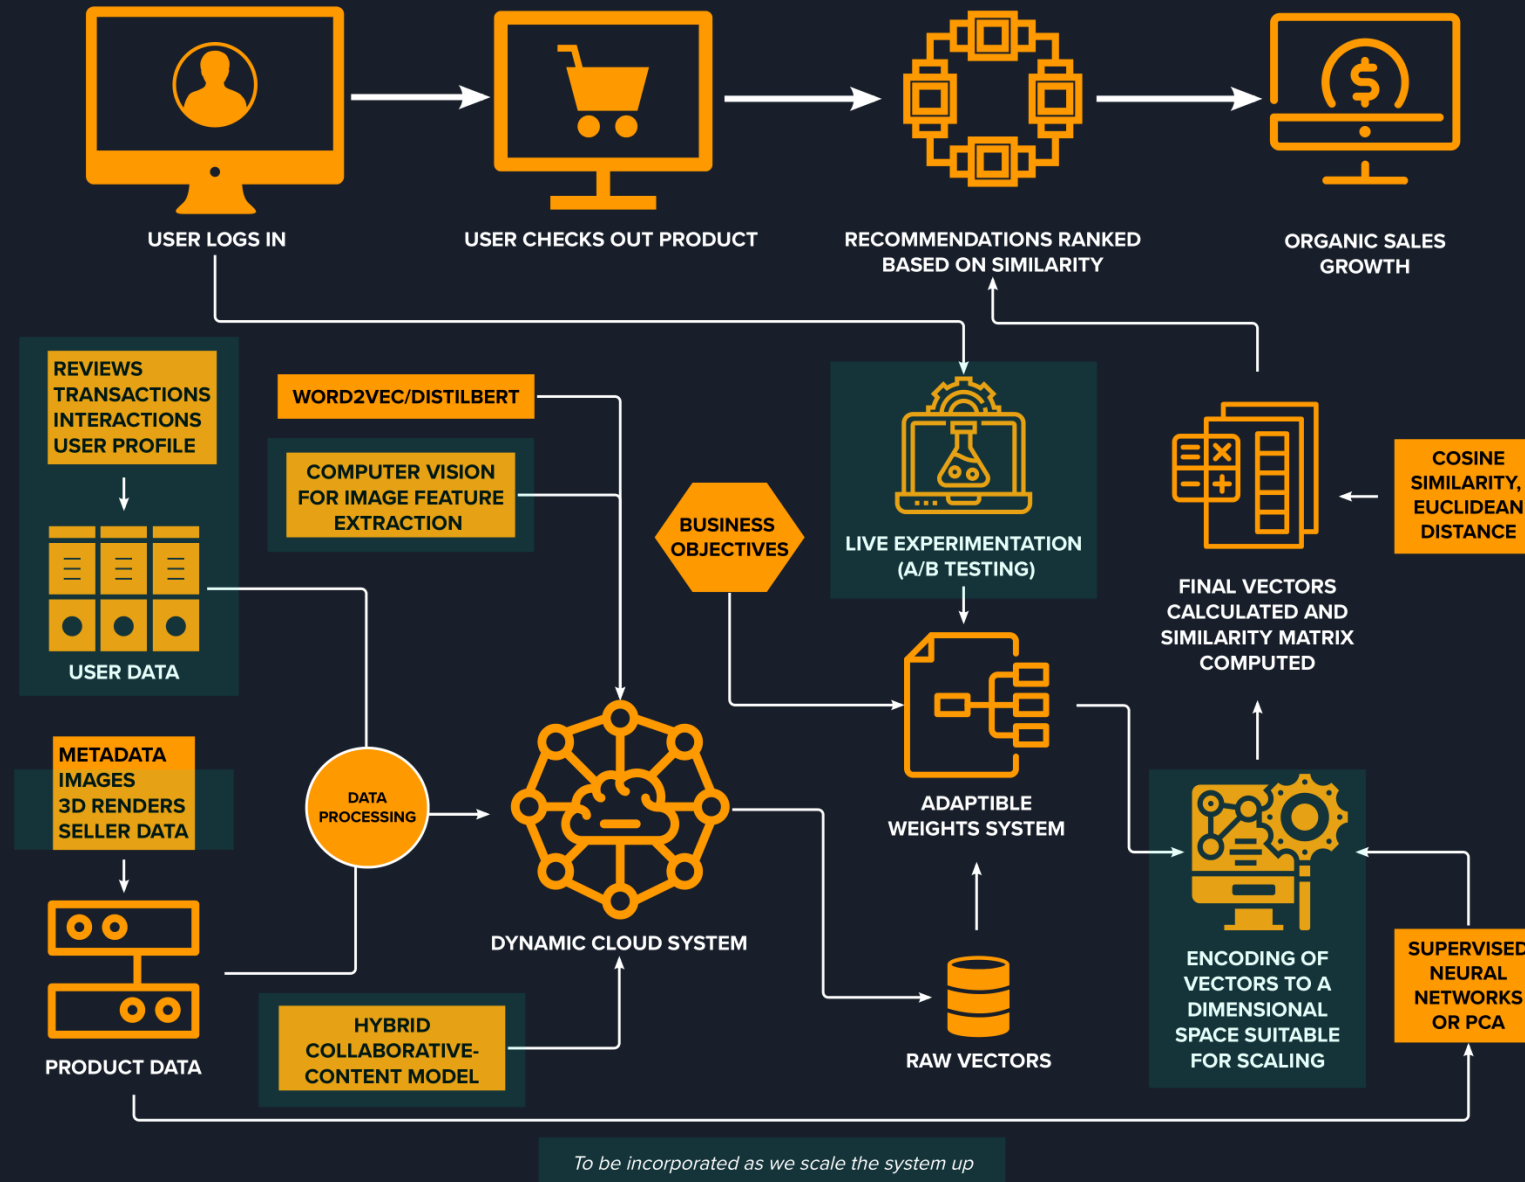 USER LOGS IN
USER CHECKS OUT PRODUCT
RECOMMENDATIONS RANKED
BASED ON SIMILARITY
ORGANIC SALES
GROWTH
REVIEWS
TRANSACTIONS
INTERACTIONS
USER PROFILE
USER DATA
WORD2VEC/DISTILBERT
COMPUTER VISION
FOR IMAGE FEATURE
EXTRACTION
BUSINESS
OBJECTIVES
LIVE EXPERIMENTATION
(A/B TESTING)
COSINE
SIMILARITY,
EUCLIDEAN
DISTANCE
FINAL VECTORS
CALCULATED AND
SIMILARITY MATRIX
COMPUTED
METADATA
IMAGES
3D RENDERS
SELLER DATA
DATA
PROCESSING
ADAPTIBLE
WEIGHTS SYSTEM
DYNAMIC CLOUD SYSTEM
PRODUCT DATA
HYBRID
COLLABORATIVE-
CONTENT MODEL
RAW VECTORS
ENCODING OF
VECTORS TO A
DIMENSIONAL
SPACE SUITABLE
FOR SCALING
SUPERVISED
NEURAL
NETWORKS
OR PCA
To be incorporated as we scale the system up